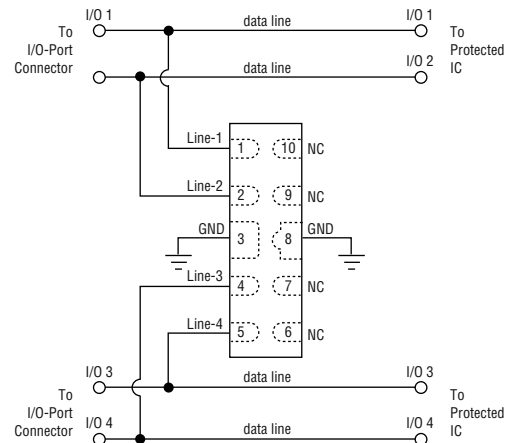 I/O 1
data line
I/O 1
To
I/O-Port
Connector
To
Protected
IC
I/O 2
data line
Line-1
1
10
NC
Line-2
2
9
NC
GND
3
8
GND
Line-3
4
7
NC
Line-4
5
6
NC
I/O 3
data line
I/O 3
To
I/O-Port
Connector
To
Protected
IC
I/O 4
data line
I/O 4